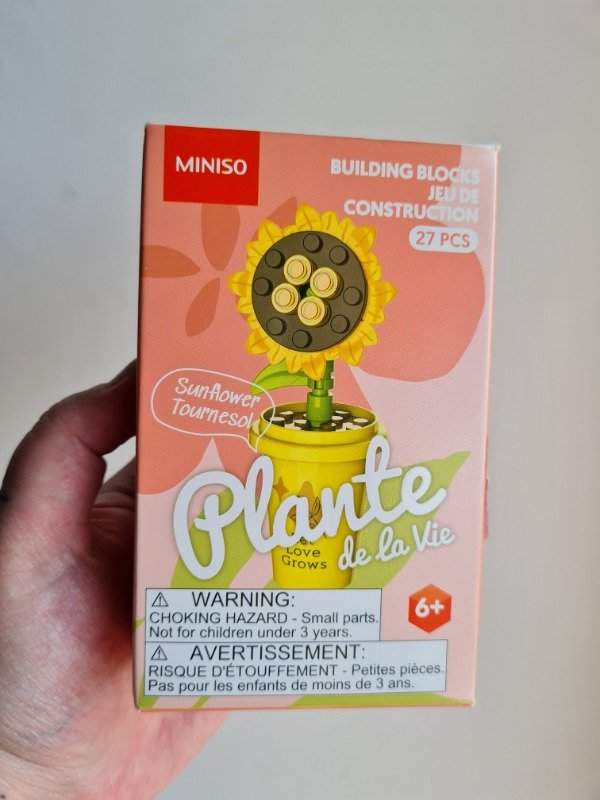 MINISO
BUILDING BLOCKS
JEU DE
CONSTRUCTION
27 PCS
Sunflower
Tournesol
Plante
de la Vie
Love
Grows
6+
WARNING:
CHOKING HAZARD - Small parts.
Not for children under 3 years.
AVERTISSEMENT:
RISQUE D'ÉTOUFFEMENT - Petites pièces.
Pas pour les enfants de moins de 3 ans.